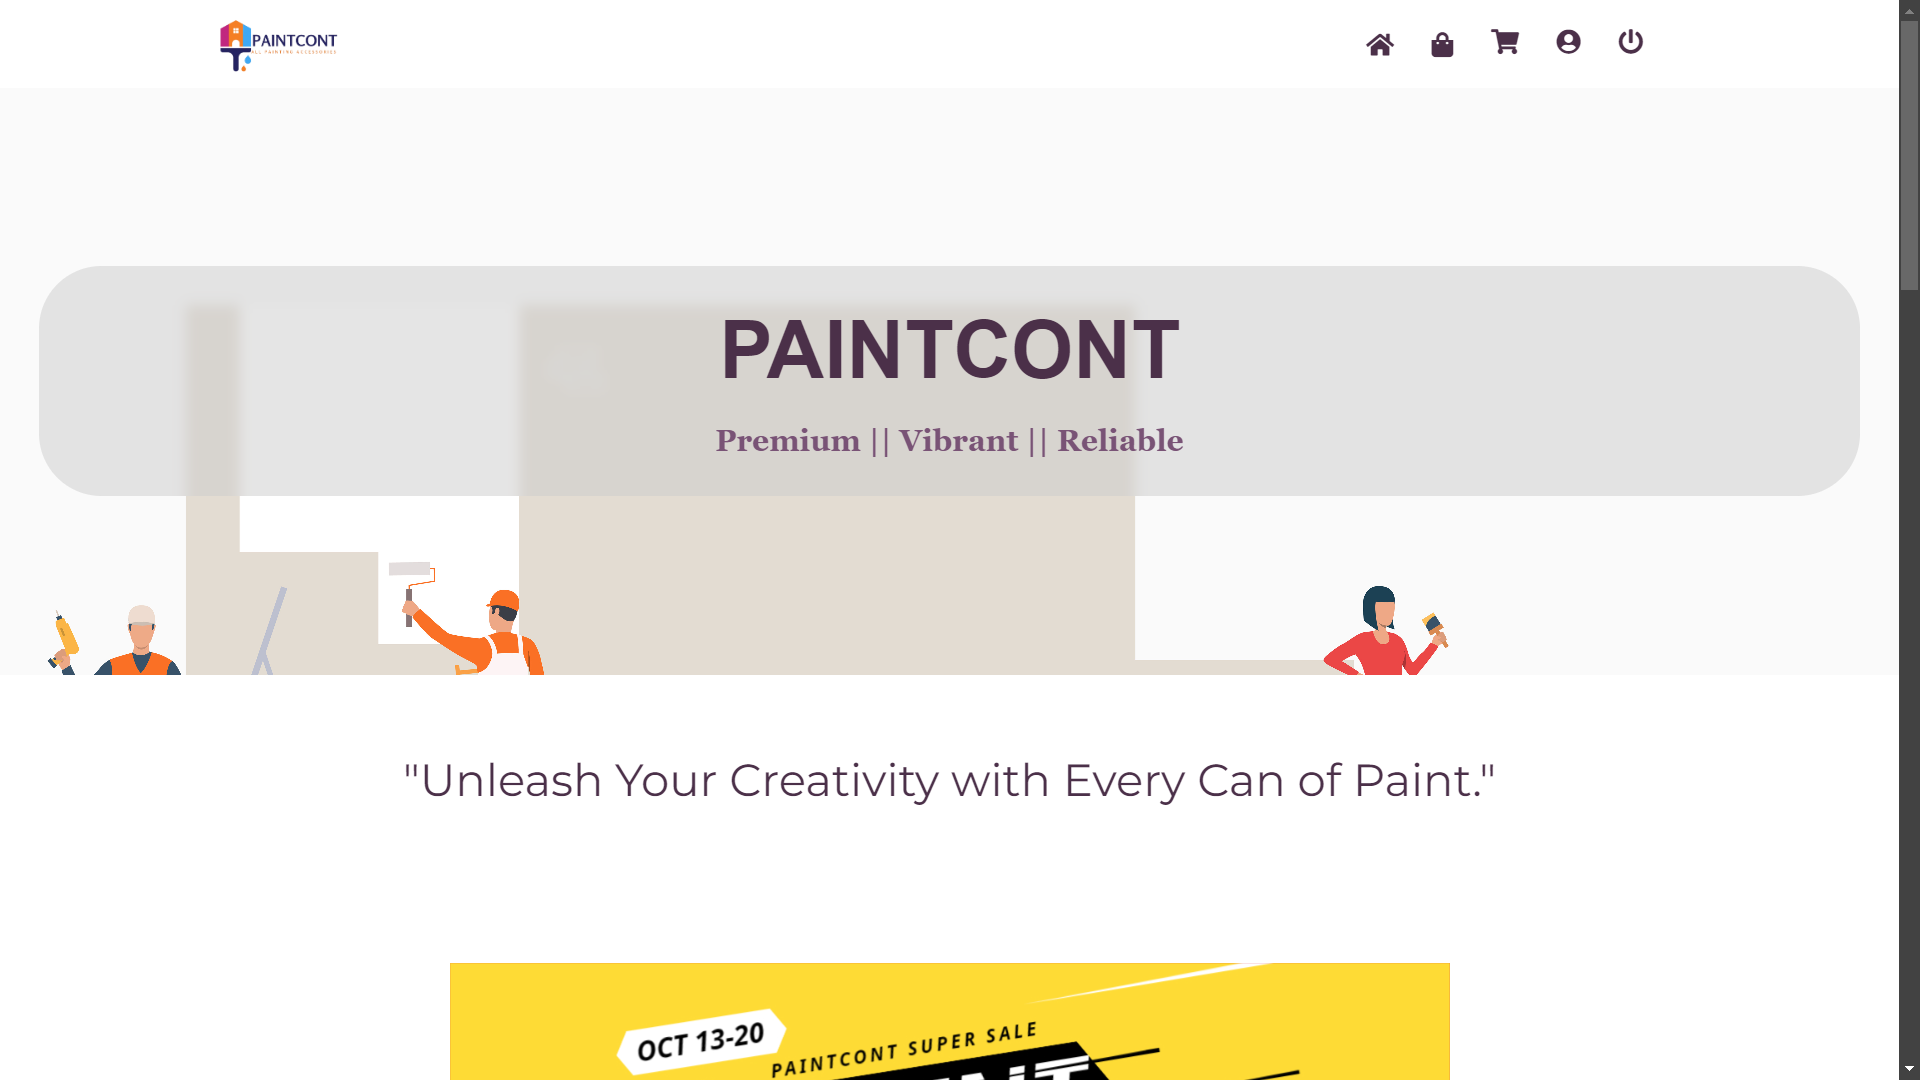 PAINTCONT
ALL PAINTING ACCESSORIES
PAINTCONT
Premium || Vibrant || Reliable
"Unleash Your Creativity with Every Can of Paint."
OCT 13-20
PAINTCONT SUPER SALE